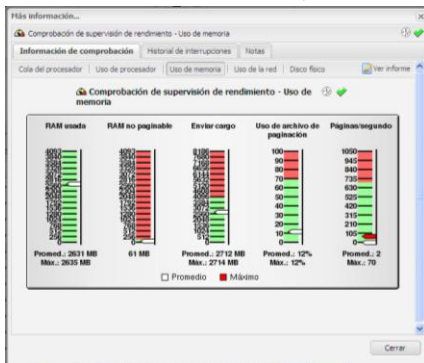 Más información...
Comprobación de supervisión de rendimiento - Uso de memoria
Información de comprobación
Historial de interrupciones
Notas
Cola del procesador
Uso de procesador
Uso de memoria
Uso de la red
Disco físico
Ver informe
Comprobación de supervisión de rendimiento - Uso de memoria
RAM usada
RAM no paginable
Enviar cargo
Uso de archivo de paginación
Páginas/segundo
100
90
80
70
60
50
40
30
20
10
0
1050
945
840
735
630
525
420
315
210
105
0
Promed.: 2631 MB
Máx.: 2635 MB
61 MB
Promed.: 2712 MB
Máx.: 2714 MB
Promed.: 12%
Máx.: 12%
Promed.: 2
Máx.: 70
Promedio
Máximo
Cerrar